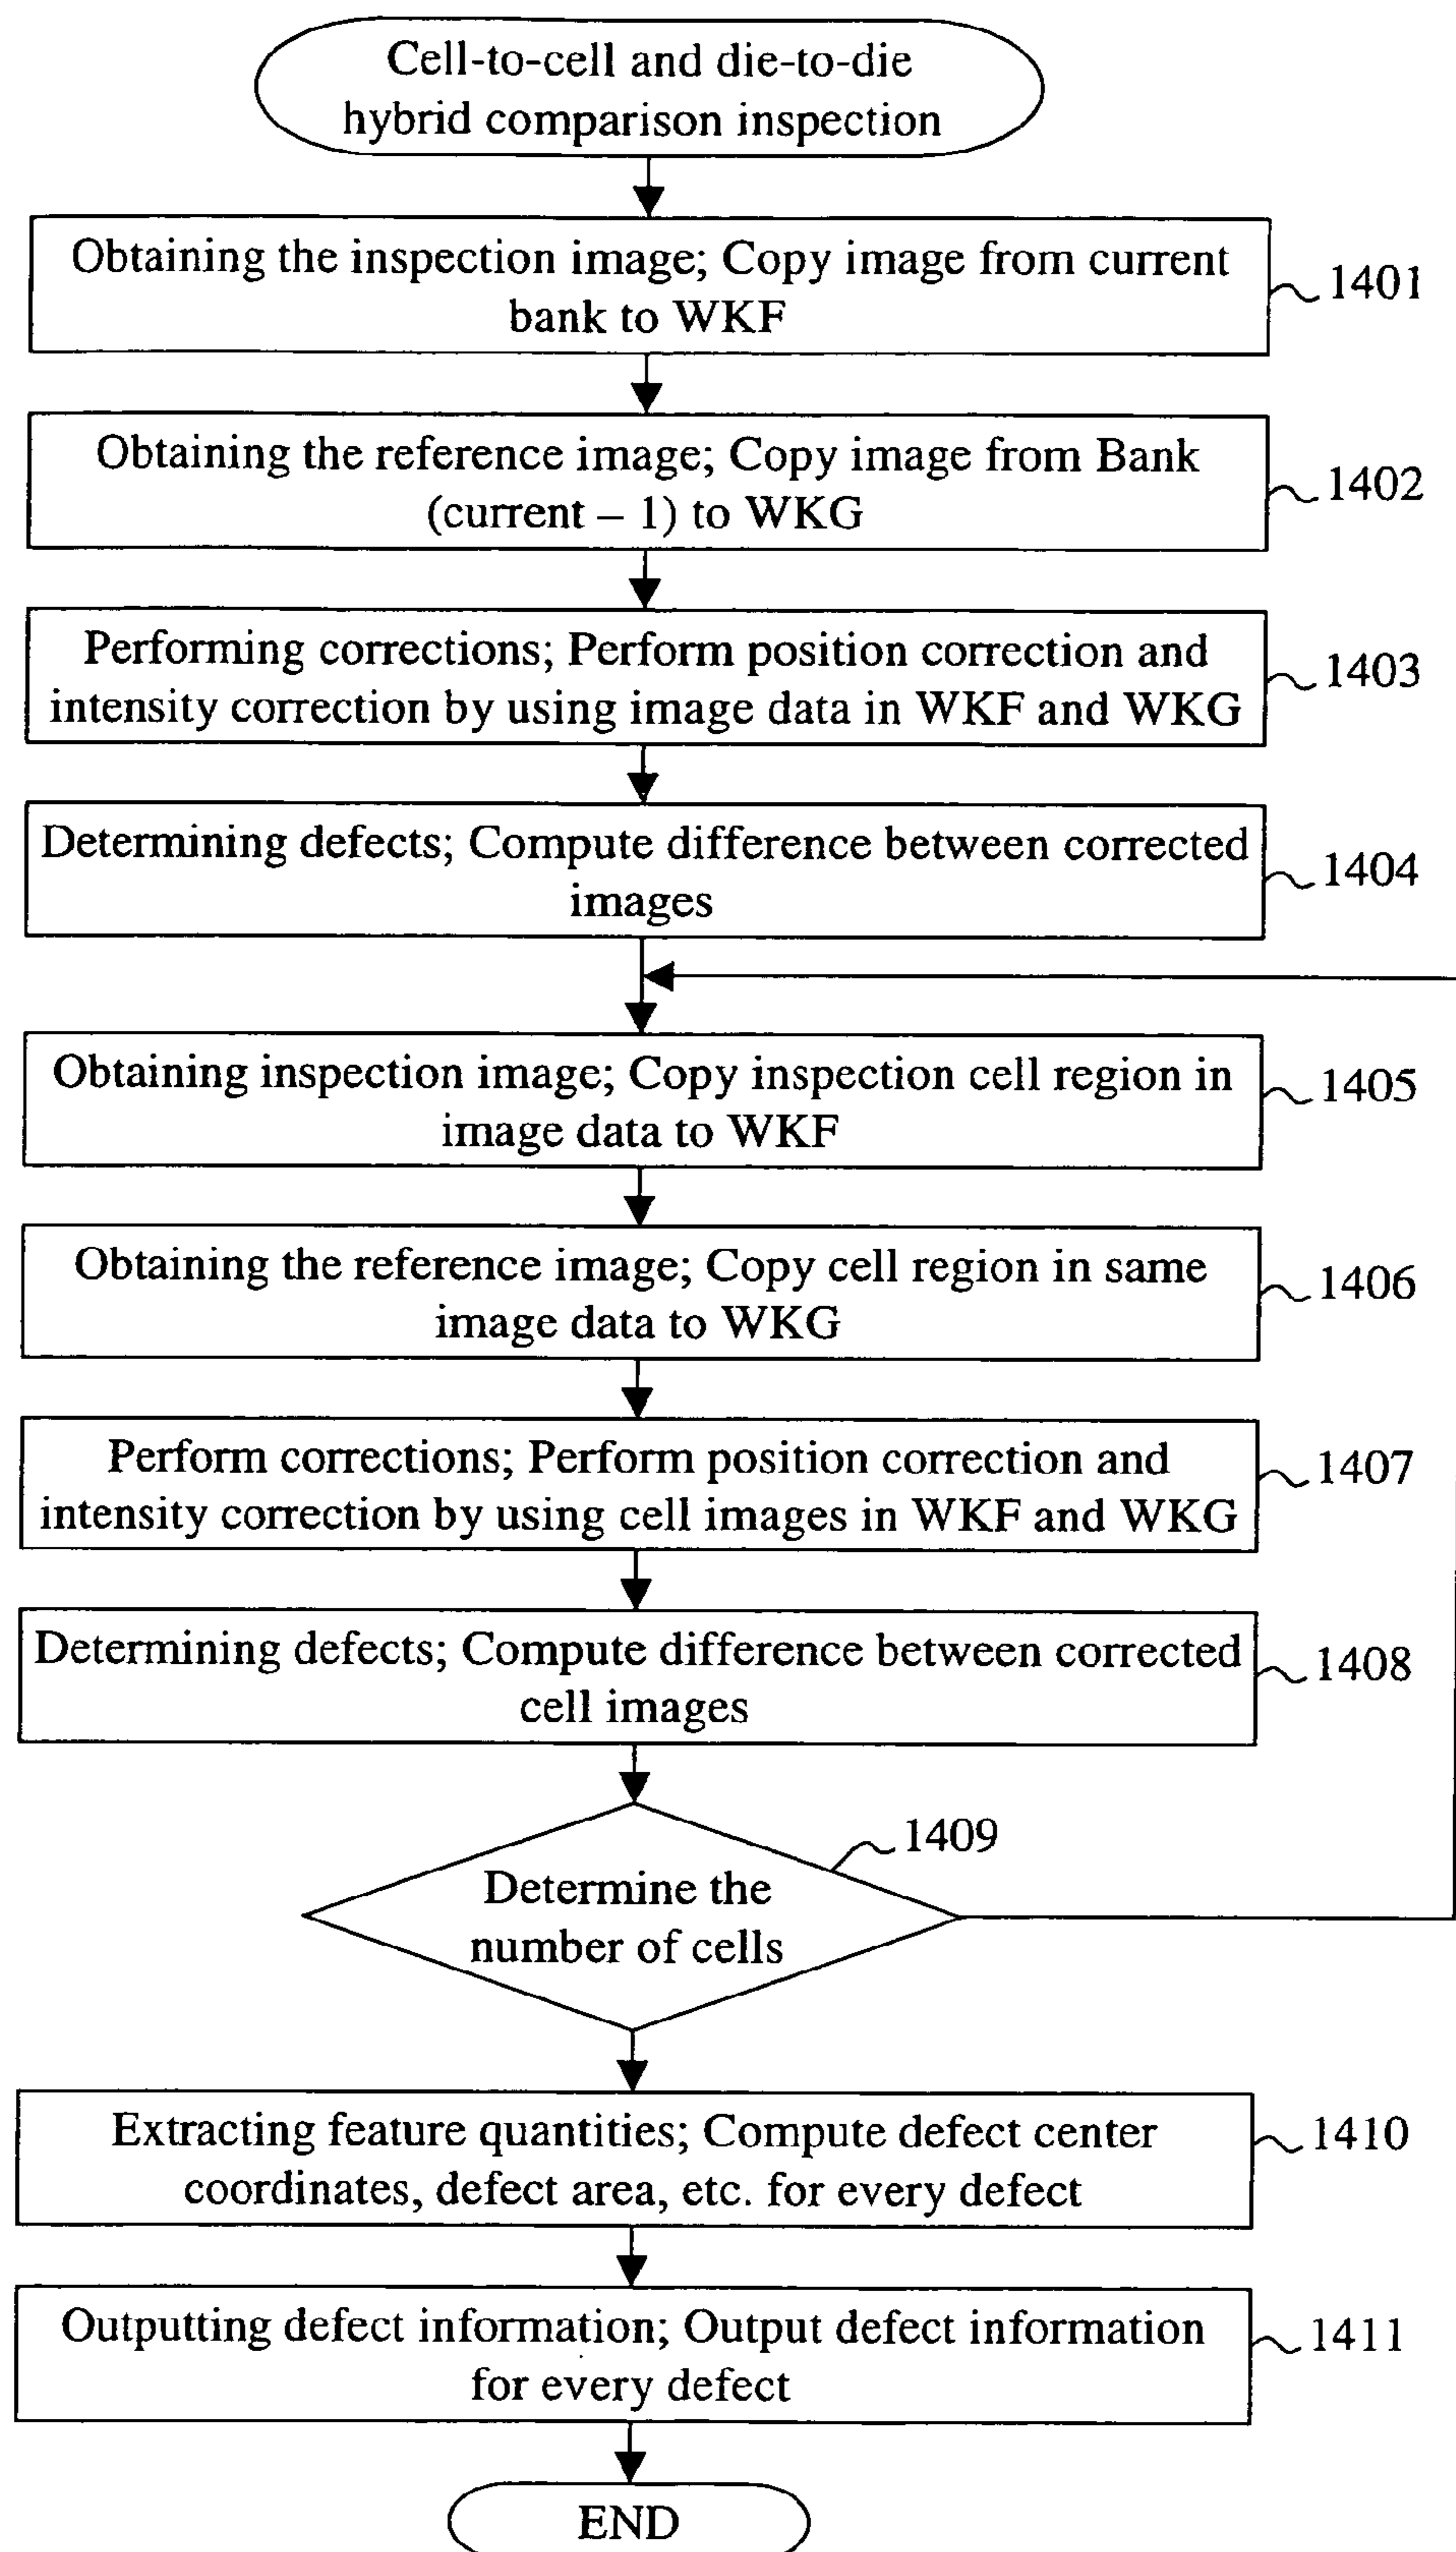 Cell-to-cell and die-to-die
hybrid comparison inspection
Obtaining the inspection image; Copy image from current
bank to WKF
1401
Obtaining the reference image; Copy image from Bank
(current – 1) to WKG
1402
Performing corrections; Perform position correction and
intensity correction by using image data in WKF and WKG
1403
Determining defects; Compute difference between corrected
images
1404
Obtaining inspection image; Copy inspection cell region in
image data to WKF
1405
Obtaining the reference image; Copy cell region in same
image data to WKG
1406
Perform corrections; Perform position correction and
intensity correction by using cell images in WKF and WKG
1407
Determining defects; Compute difference between corrected
cell images
1408
1409
Determine the
number of cells
Extracting feature quantities; Compute defect center
coordinates, defect area, etc. for every defect
1410
Outputting defect information; Output defect information
for every defect
1411
END